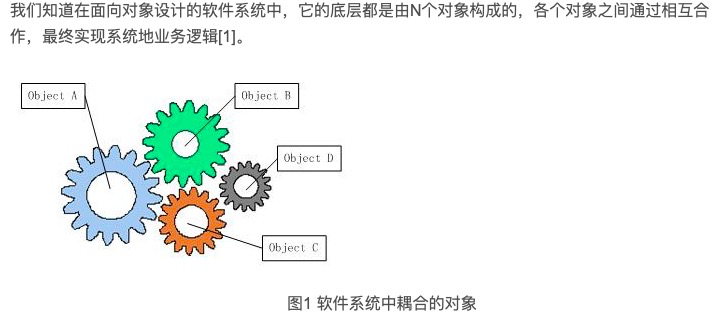 我们知道在面向对象设计的软件系统中，它的底层都是由N个对象构成的，各个对象之间通过相互合
作，最终实现系统地业务逻辑[1]。
Object A
Object B
Object D
Object C
图1 软件系统中耦合的对象